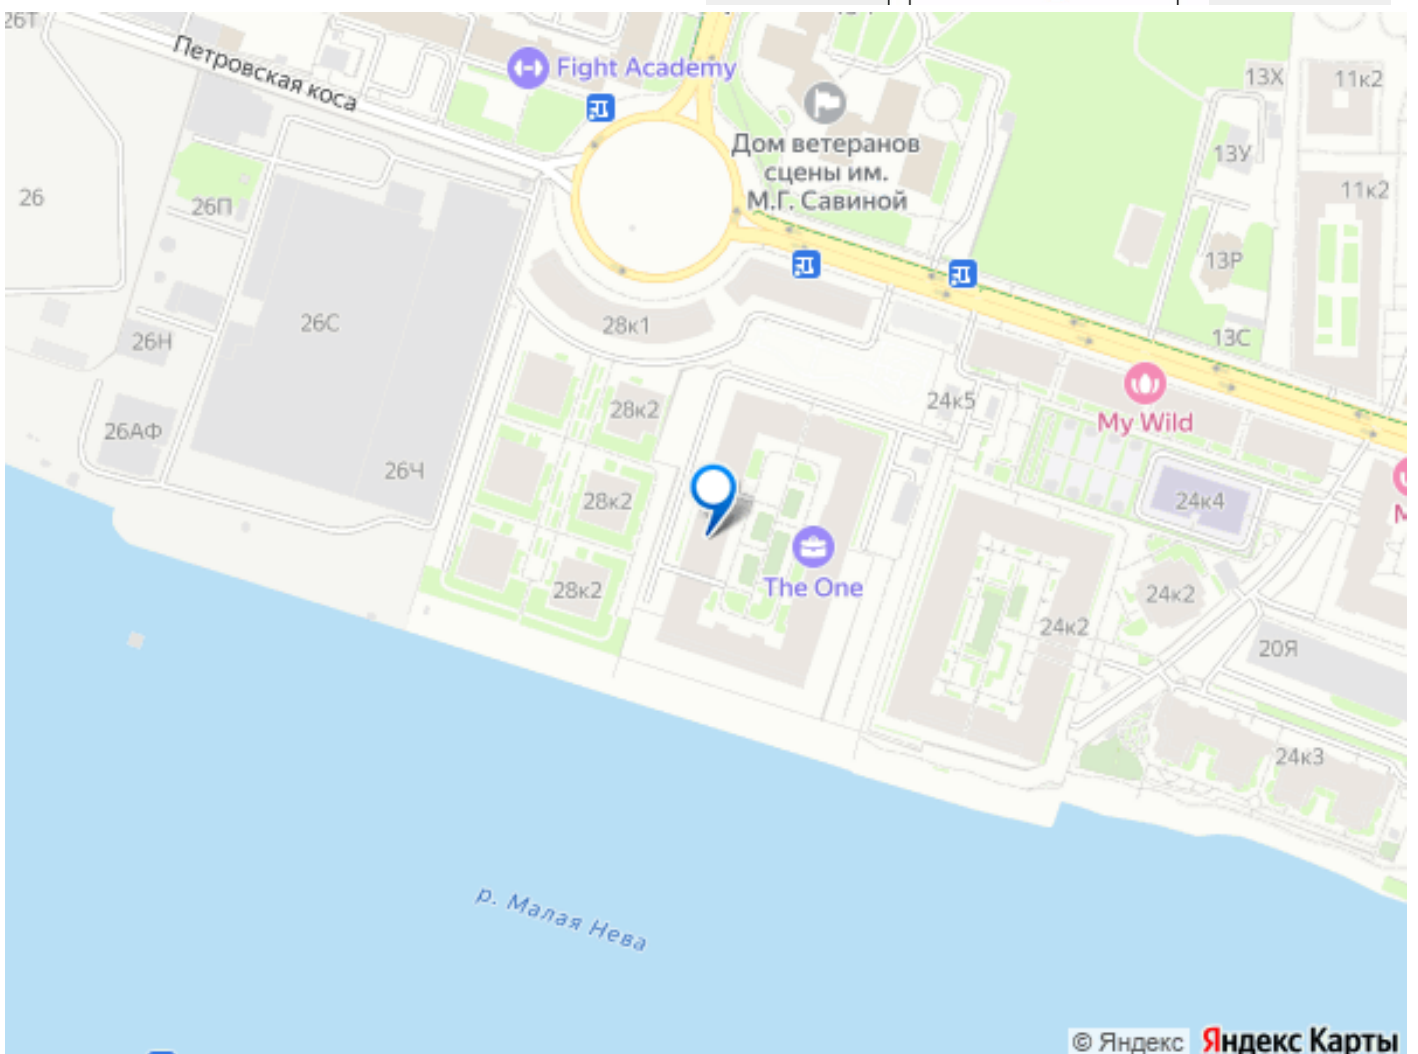 26Т
Петровская коса
Fight Academy
Дом ветеранов
сцены им.
М.Г. Савиной
13Х
11к2
13У
11к2
26
26П
13Р
26С
28к1
13С
26Н
28к2
24к5
My Wild
26АФ
26Ч
28к2
24к4
The One
28к2
24к2
24к2
20Я
24к3
р. Малая Нева
© Яндекс
Яндекс Карты